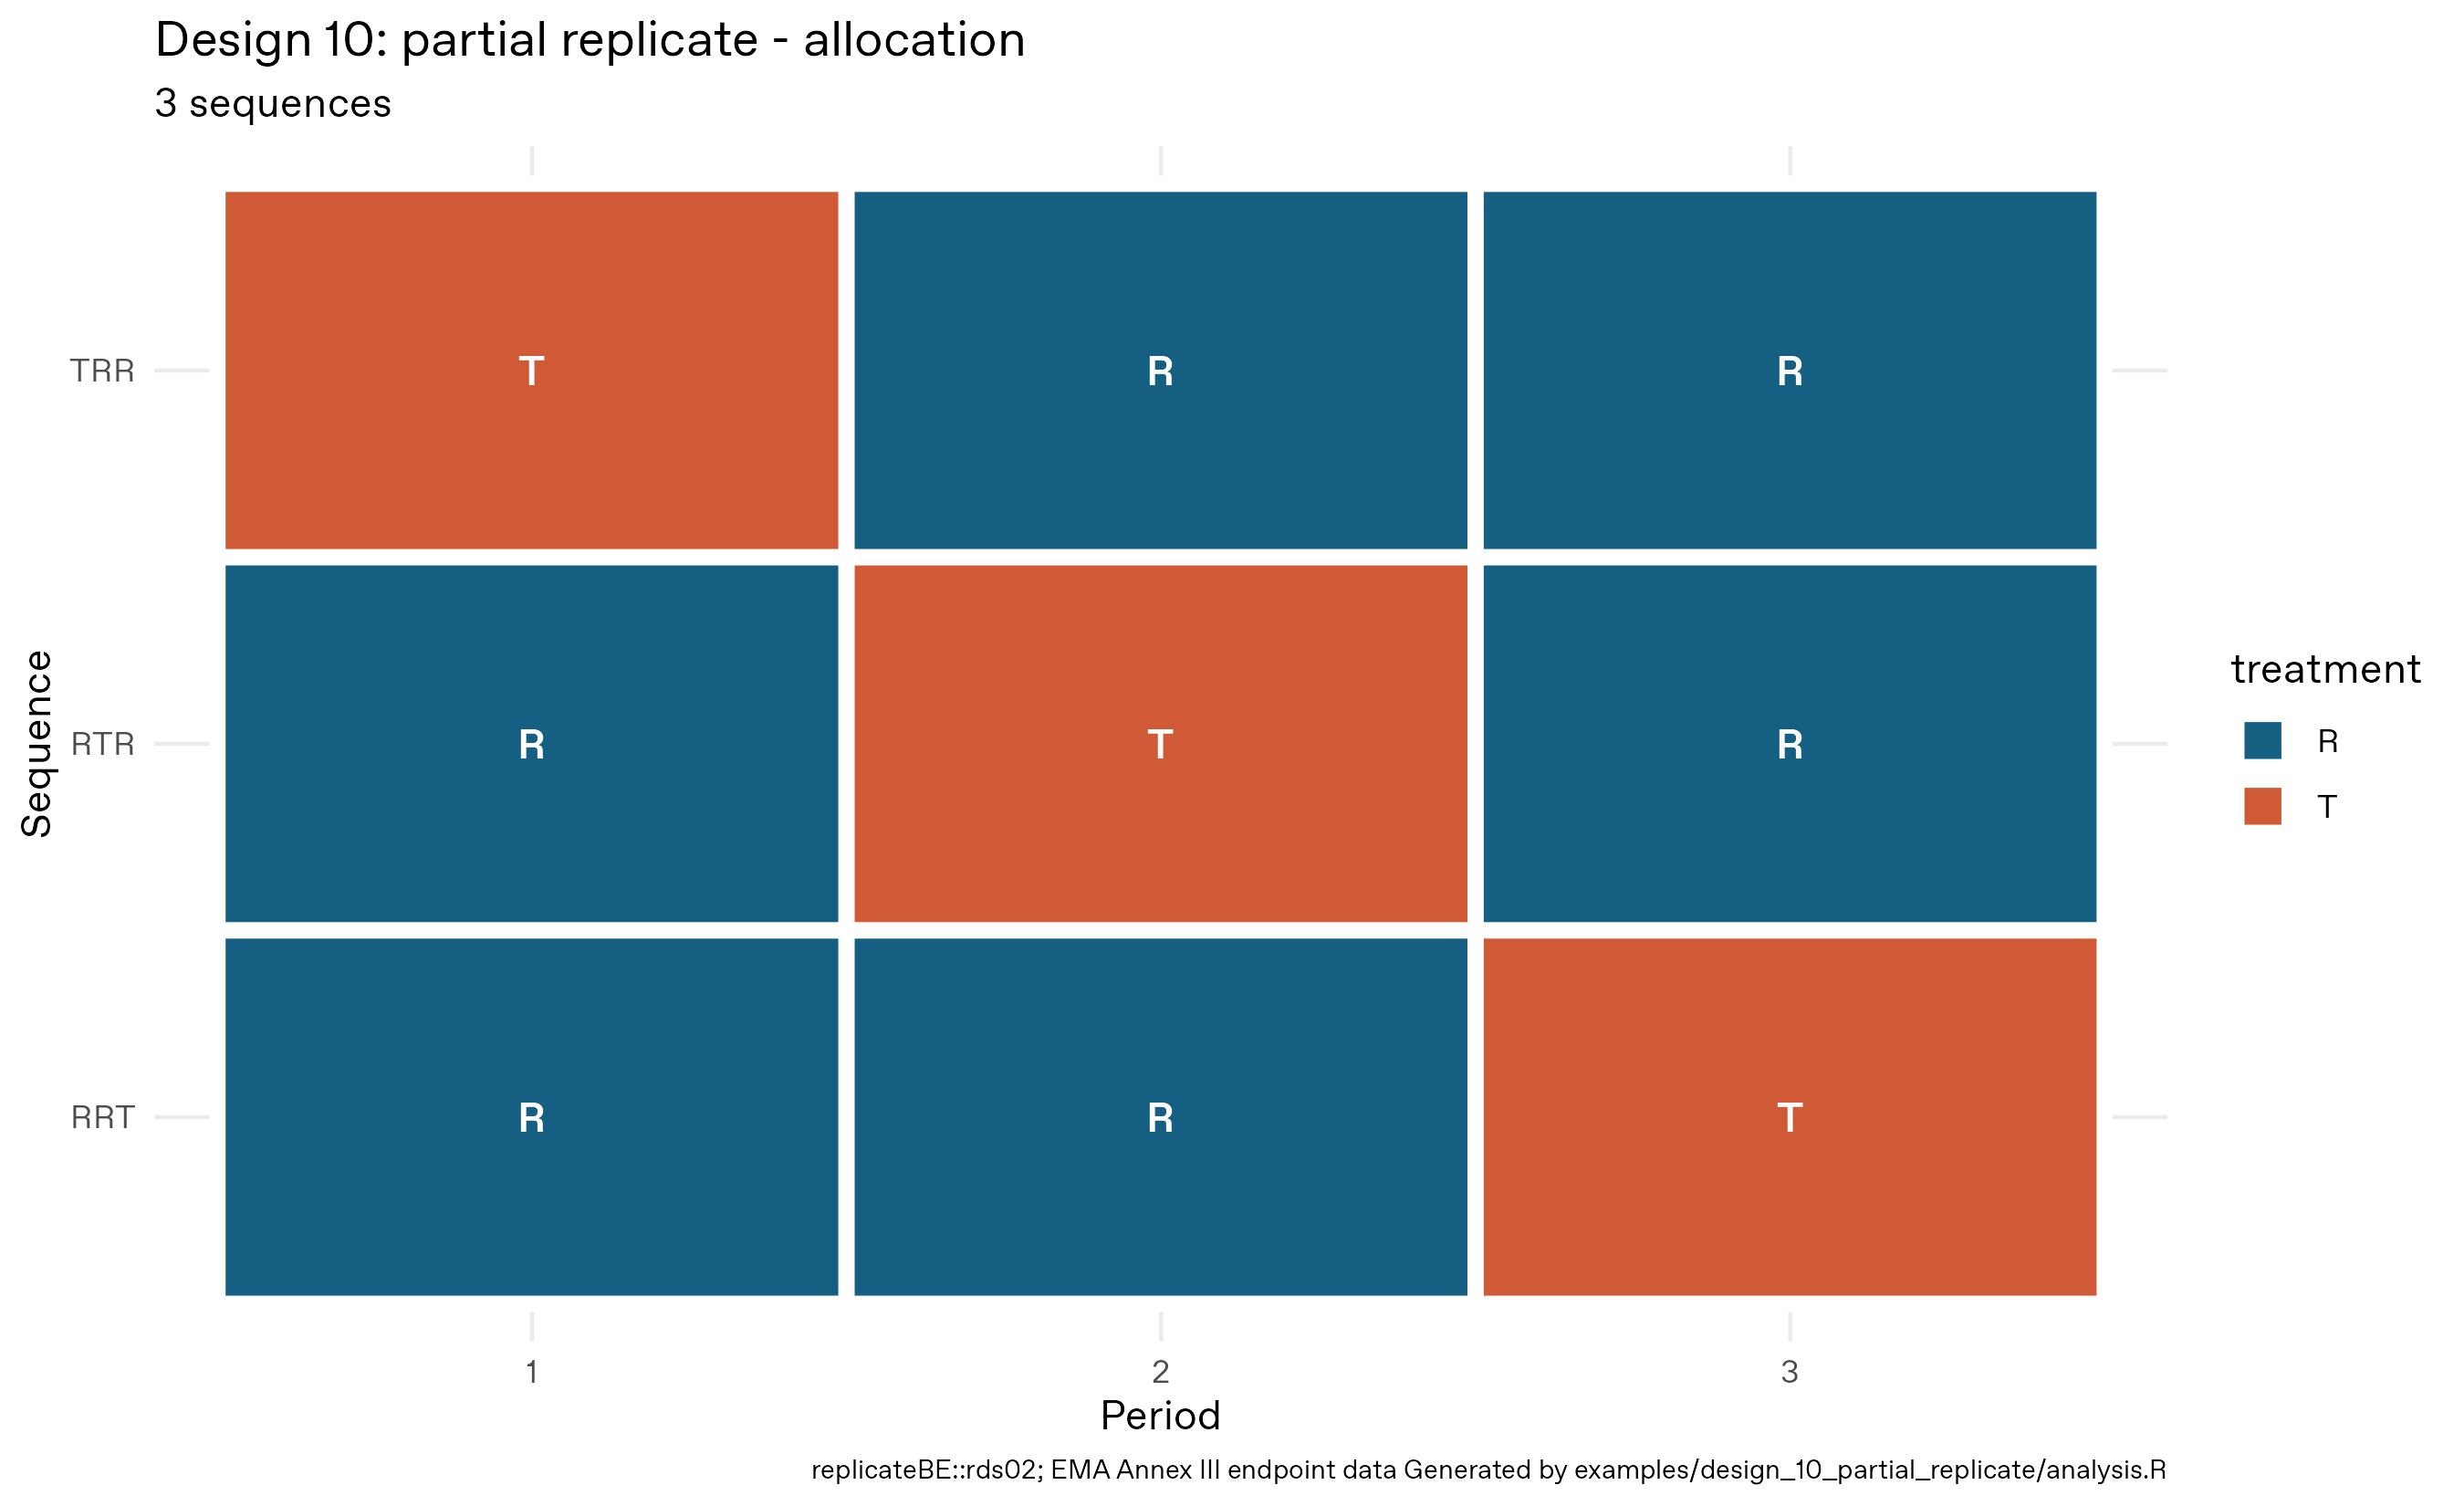 Design 10: partial replicate - allocation
3 sequences
Sequence
TRR
T
R
R
RTR
R
T
R
RRT
R
R
T
1
2
3
Period
treatment
R
T
replicateBE::rds02; EMA Annex III endpoint data Generated by examples/design_10_partial_replicate/analysis.R